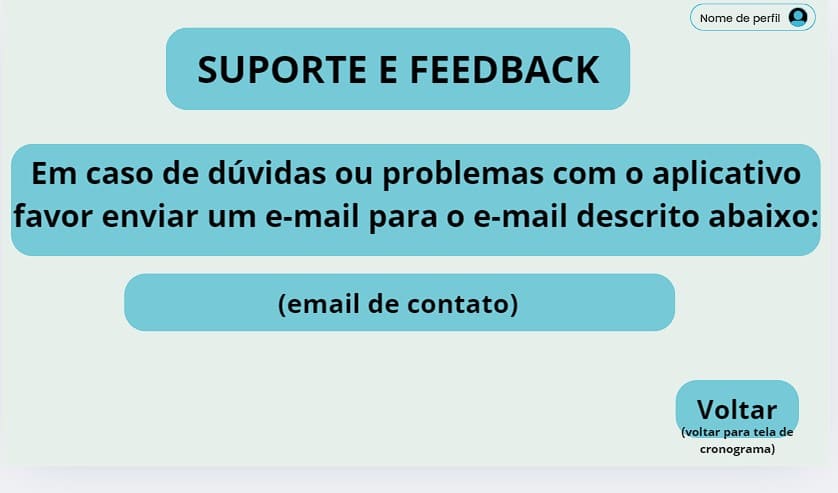 Nome de perfil
SUPORTE E FEEDBACK
Em caso de dúvidas ou problemas com o aplicativo
favor enviar um e-mail para o e-mail descrito abaixo:
(email de contato)
Voltar
(voltar para tela de
cronograma)